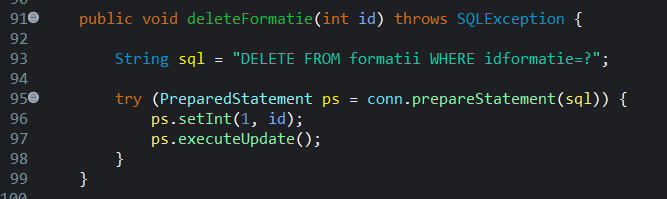 91 public void deleteFormatie(int id) throws SQLException {
92
93 String sql = "DELETE FROM formatii WHERE idformatie=?";
94
95 try (PreparedStatement ps = conn.prepareStatement(sql)) {
96 ps.setInt(1, id);
97 ps.executeUpdate();
98 }
99 }
100